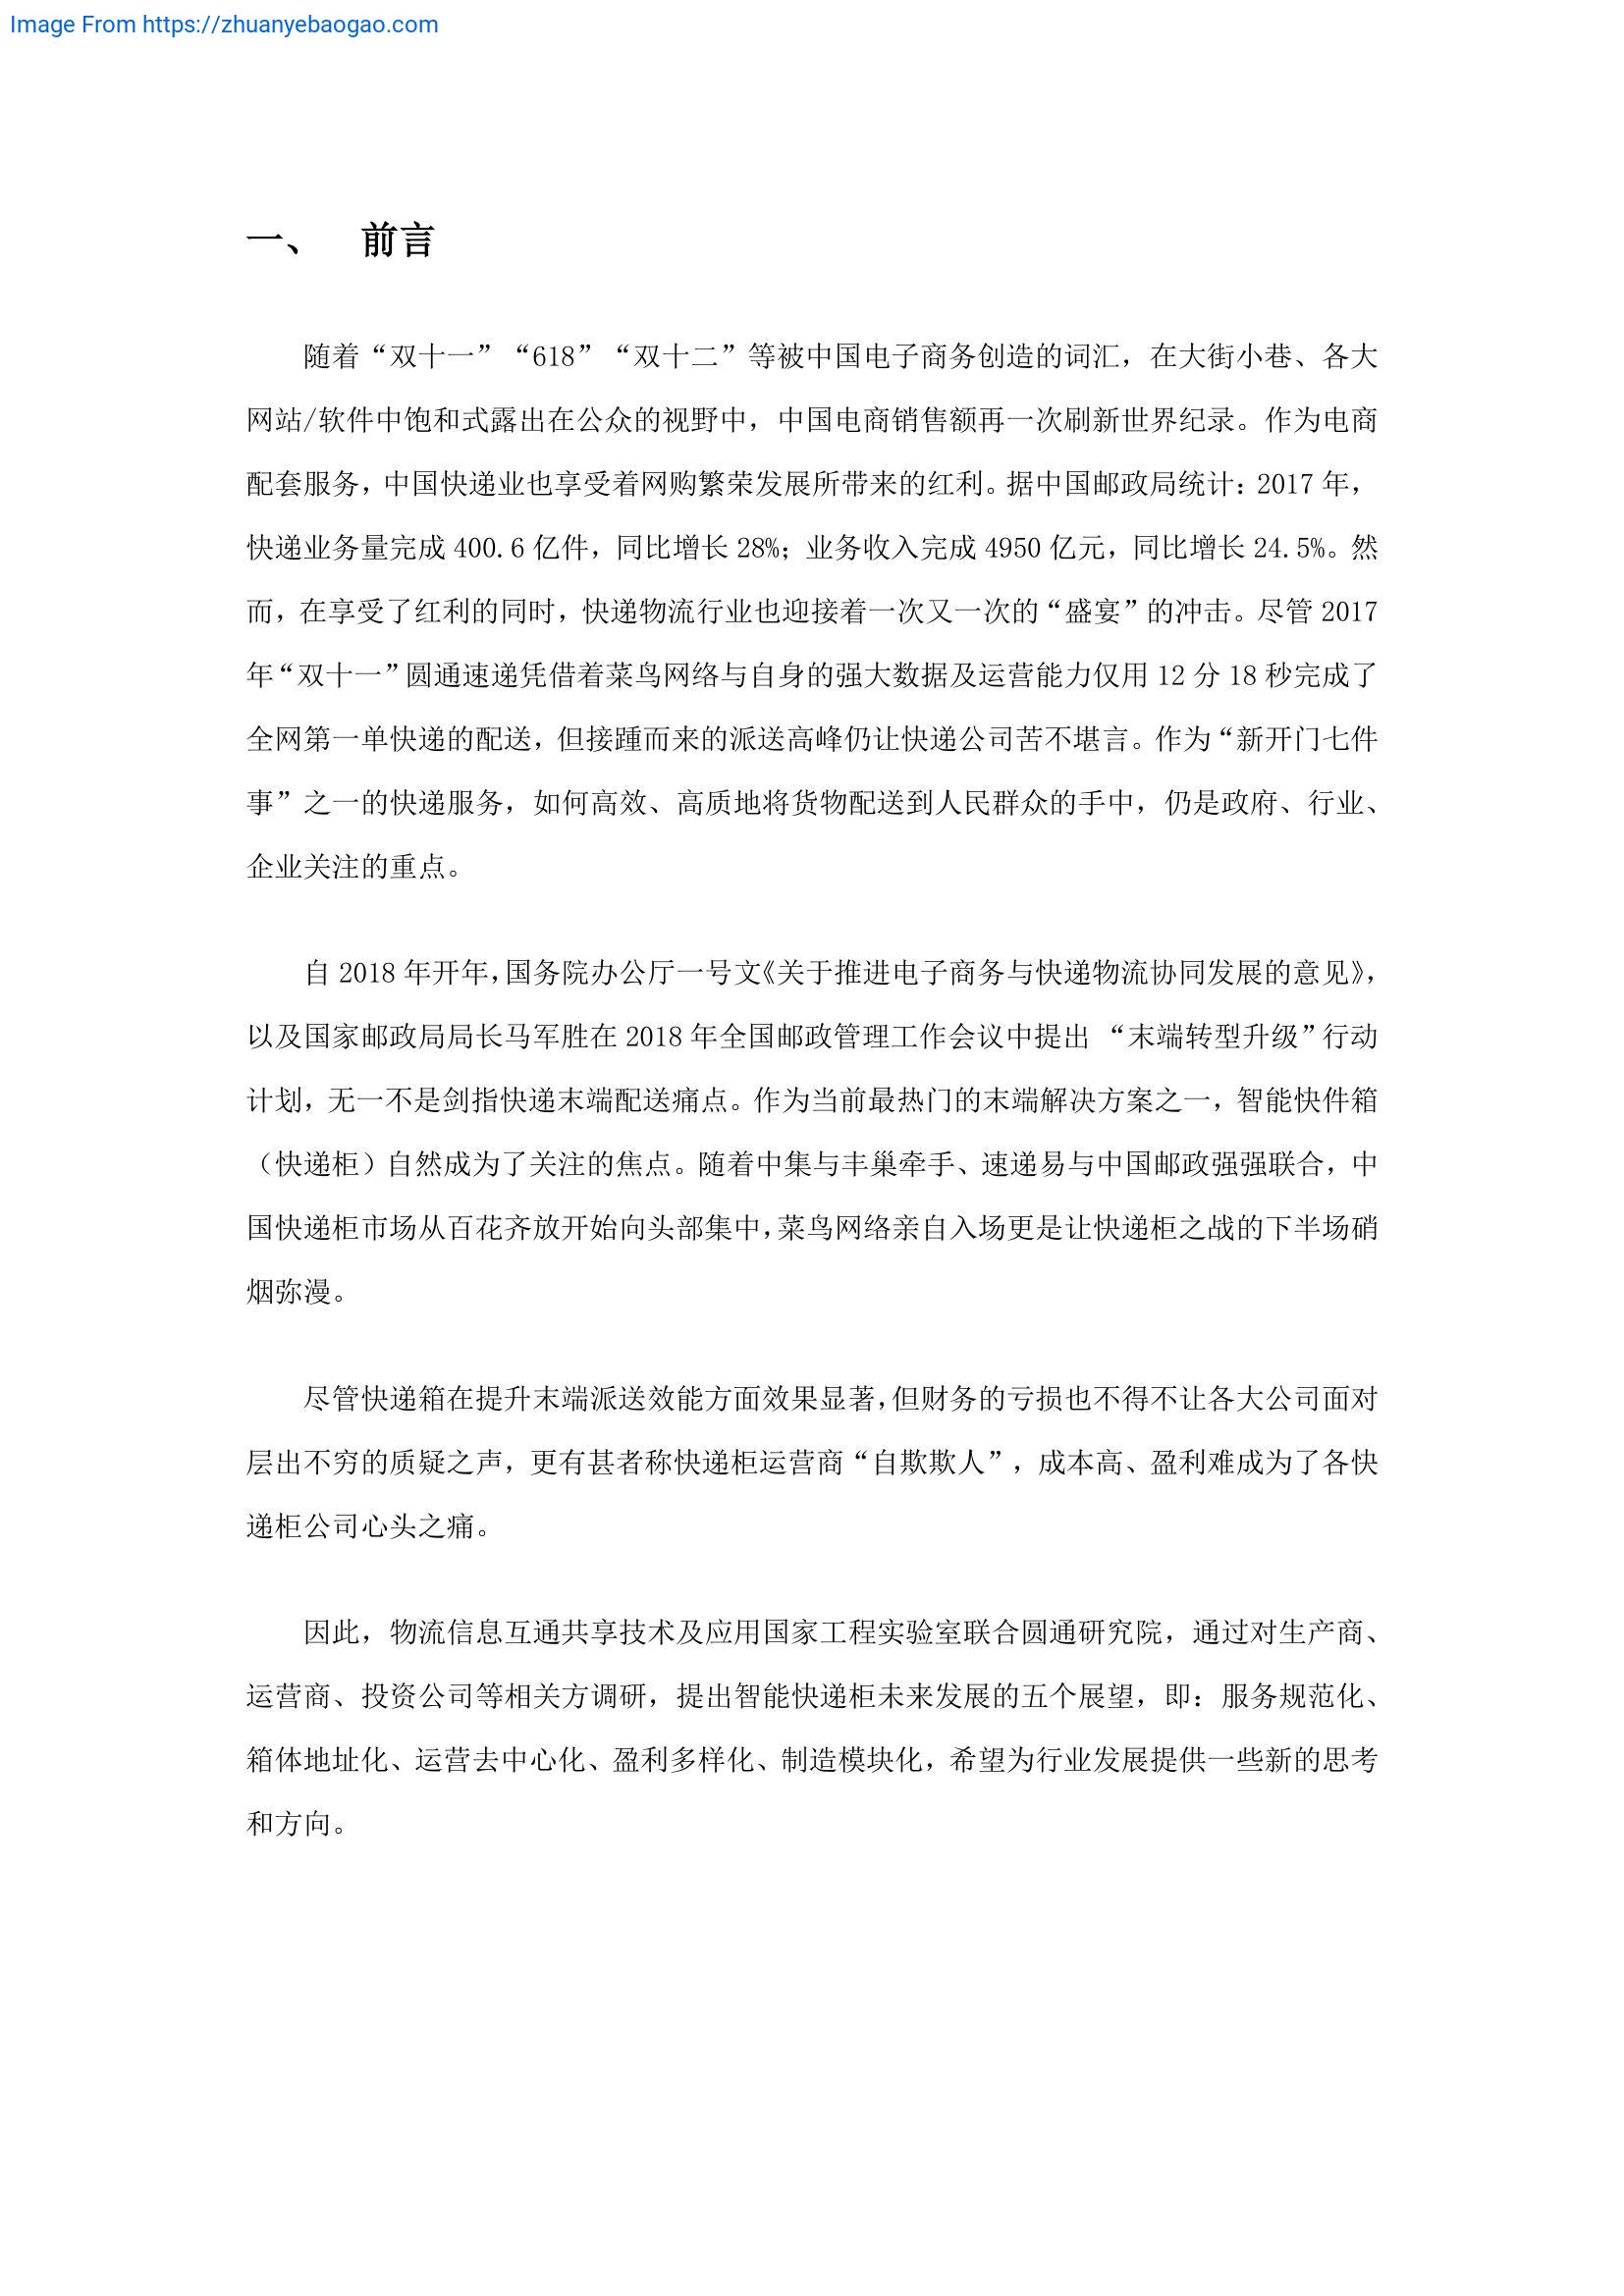 Image From https://zhuanyebaogao.com
一、 前言
随着“双十一”“618”“双十二”等被中国电子商务创造的词汇，在大街小巷、各大
网站/软件中饱和式露出在公众的视野中，中国电商销售额再一次刷新世界纪录。作为电商
配套服务，中国快递业也享受着网购繁荣发展所带来的红利。据中国邮政局统计：2017 年，
快递业务量完成 400.6 亿件，同比增长 28%；业务收入完成 4950 亿元，同比增长 24.5%。然
而，在享受了红利的同时，快递物流行业也迎接着一次又一次的“盛宴”的冲击。尽管 2017
年“双十一”圆通速递凭借着菜鸟网络与自身的强大数据及运营能力仅用 12 分 18 秒完成了
全网第一单快递的配送，但接踵而来的派送高峰仍让快递公司苦不堪言。作为“新开门七件
事”之一的快递服务，如何高效、高质地将货物配送到人民群众的手中，仍是政府、行业、
企业关注的重点。
自 2018 年开年，国务院办公厅一号文《关于推进电子商务与快递物流协同发展的意见》，
以及国家邮政局局长马军胜在 2018 年全国邮政管理工作会议中提出 “末端转型升级”行动
计划，无一不是剑指快递末端配送痛点。作为当前最热门的末端解决方案之一，智能快件箱
（快递柜）自然成为了关注的焦点。随着中集与丰巢牵手、速递易与中国邮政强强联合，中
国快递柜市场从百花齐放开始向头部集中，菜鸟网络亲自入场更是让快递柜之战的下半场硝
烟弥漫。
尽管快递箱在提升末端派送效能方面效果显著，但财务的亏损也不得不让各大公司面对
层出不穷的质疑之声，更有甚者称快递柜运营商“自欺欺人”，成本高、盈利难成为了各快
递柜公司心头之痛。
因此，物流信息互通共享技术及应用国家工程实验室联合圆通研究院，通过对生产商、
运营商、投资公司等相关方调研，提出智能快递柜未来发展的五个展望，即：服务规范化、
箱体地址化、运营去中心化、盈利多样化、制造模块化，希望为行业发展提供一些新的思考
和方向。